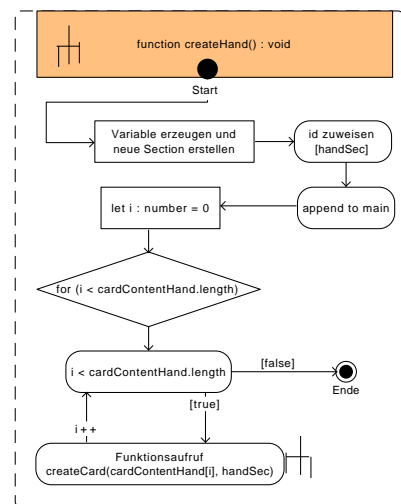 function createHand() : void
Start
Variable erzeugen und
neue Section erstellen
id zuweisen
[handSec]
let i : number = 0
append to main
for (i < cardContentHand.length)
i < cardContentHand.length
[false]
Ende
[true]
i++
Funktionsaufruf
createCard(cardContentHand[i], handSec)